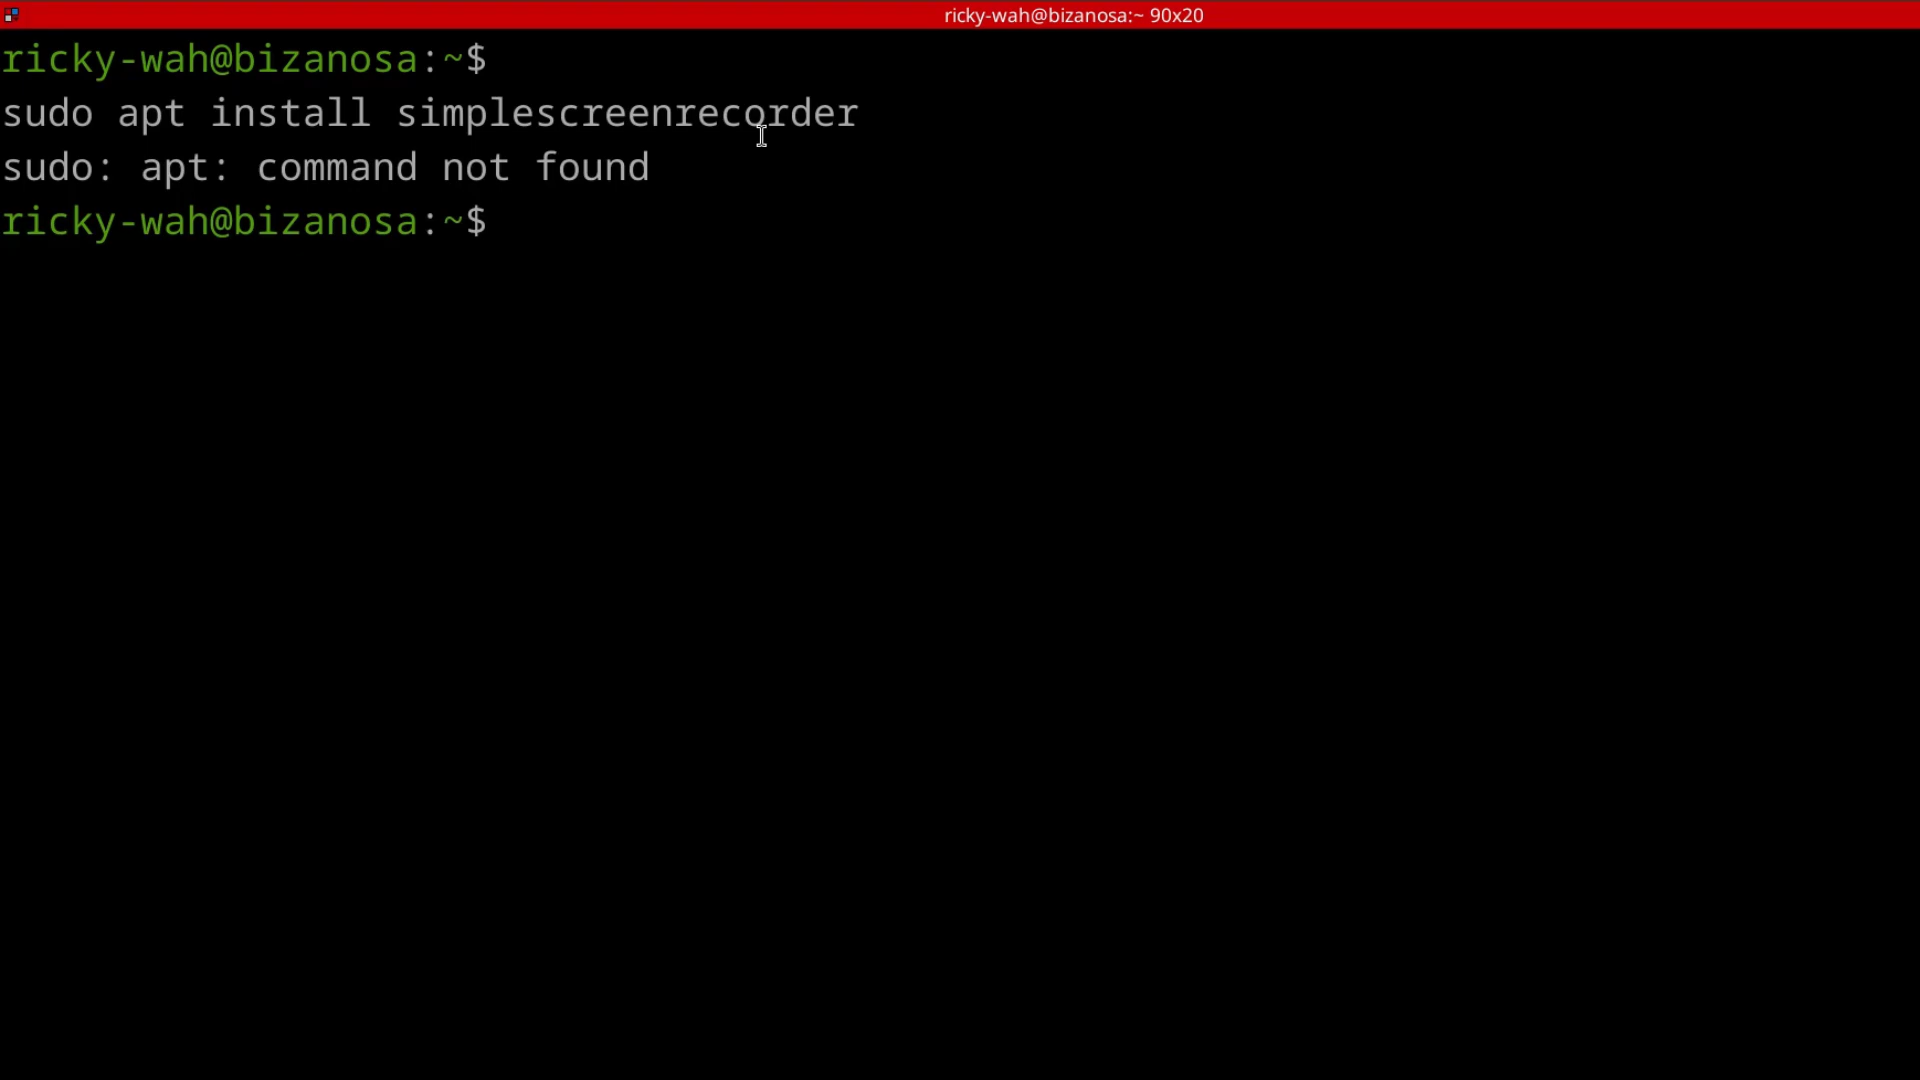 ricky-wah@bizanosa:~ 90x20
ricky-wah@bizanosa:~$
sudo apt install simplescreenrecorder
sudo: apt: command not found
ricky-wah@bizanosa:~$